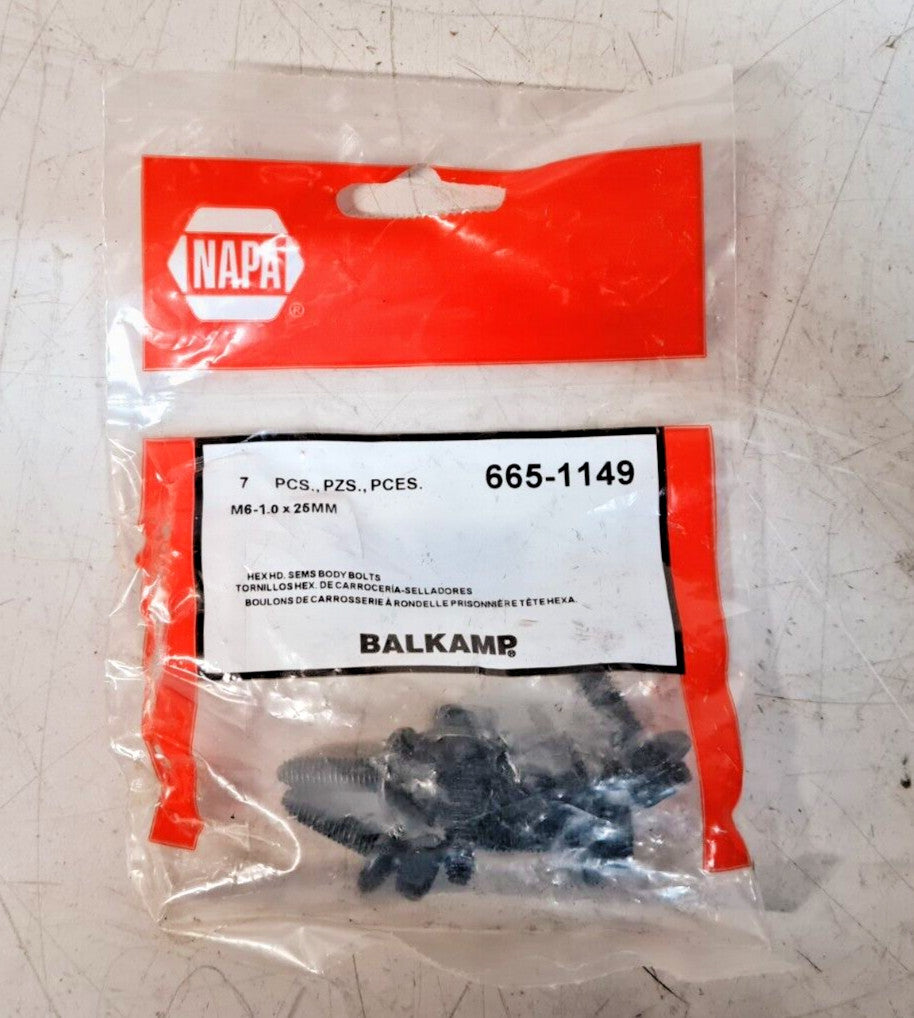 NAPA®
7 PCS., PZS., PCES. 665-1149
M6-1.0 x 25MM
HEX HD. SEMS BODY BOLTS
TORNILLOS HEX. DE CARROCERÍA-SELLADORES
BOULONS DE CARROSSERIE À RONDELLE PRISONNIÈRE TÊTE HEXA.
BALKAMP®